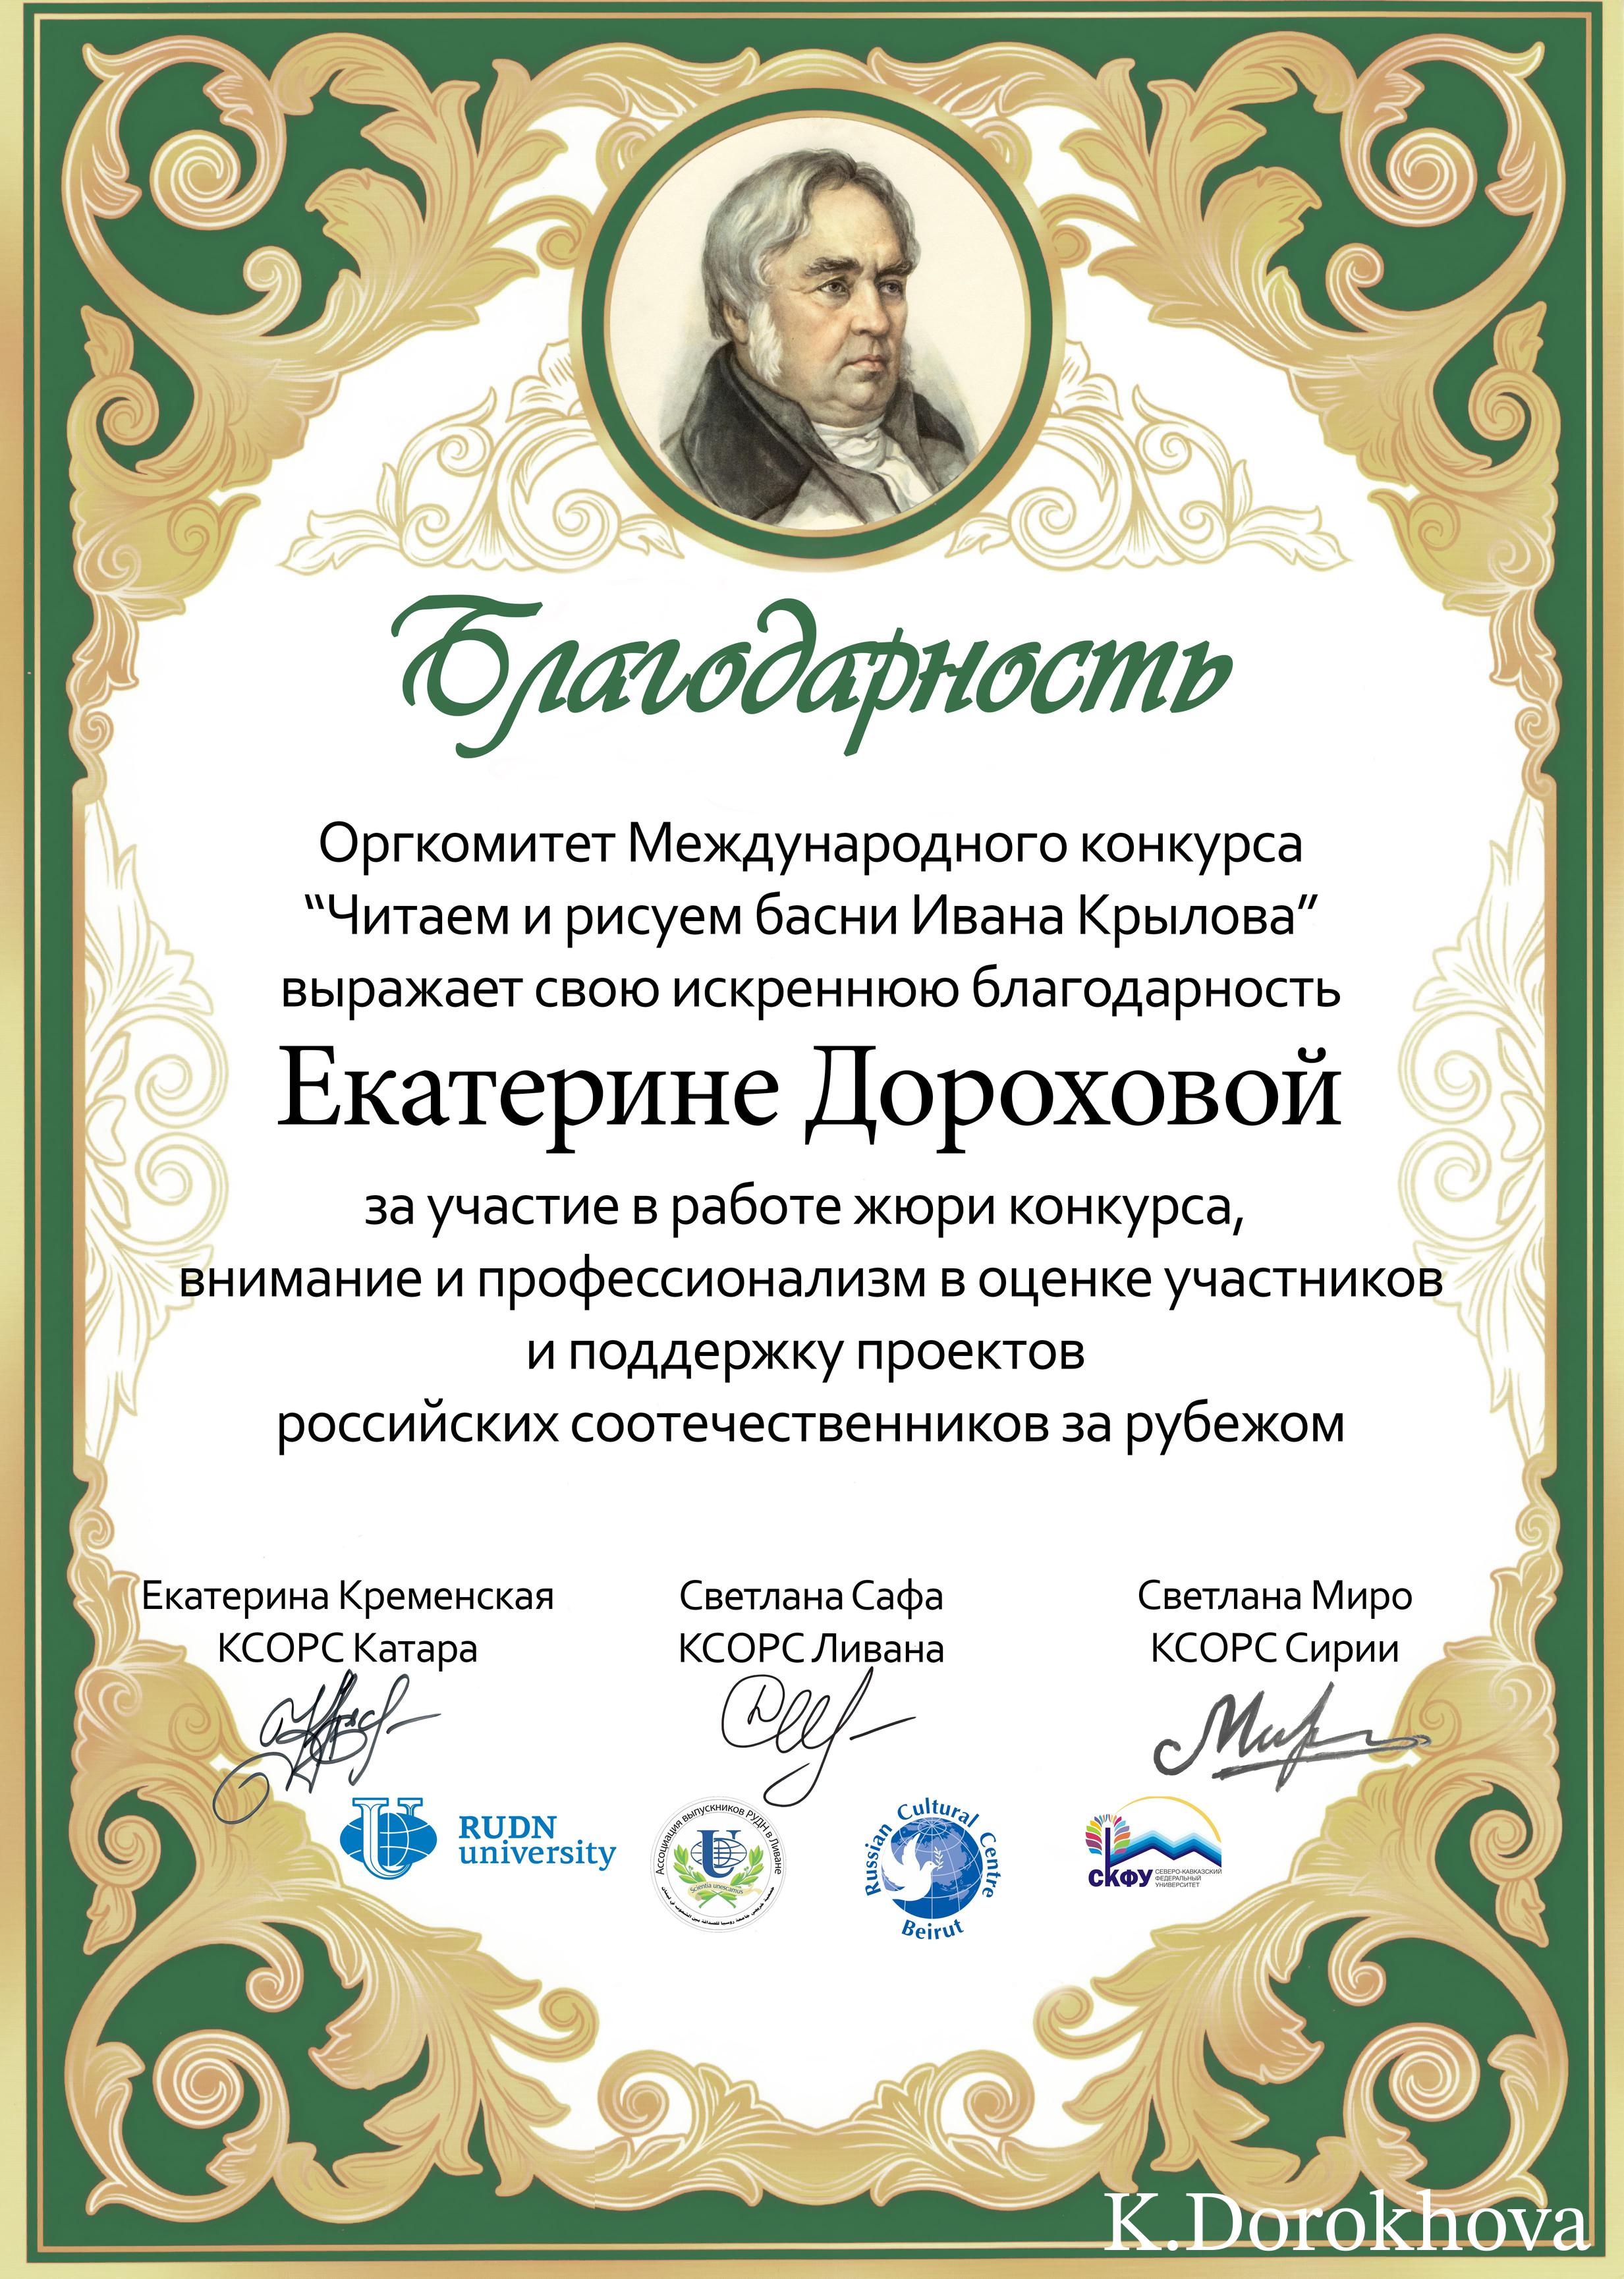 Благодарность
Оргкомитет Международного конкурса
“Читаем и рисуем басни Ивана Крылова”
выражает свою искреннюю благодарность
Екатерине Дороховой
за участие в работе жюри конкурса,
внимание и профессионализм в оценке участников
и поддержку проектов
российских соотечественников за рубежом
Екатерина Кременская
КСОРС Катара
Светлана Сафа
КСОРС Ливана
Светлана Миро
КСОРС Сирии
RUDN
university
Ассоциация выпускников РУДН в Ливане
Scientia unescamus
Russian Cultural Centre
Beirut
СКФУ
СЕВЕРО-КАВКАЗСКИЙ
ФЕДЕРАЛЬНЫЙ
УНИВЕРСИТЕТ
K.Dorokhova